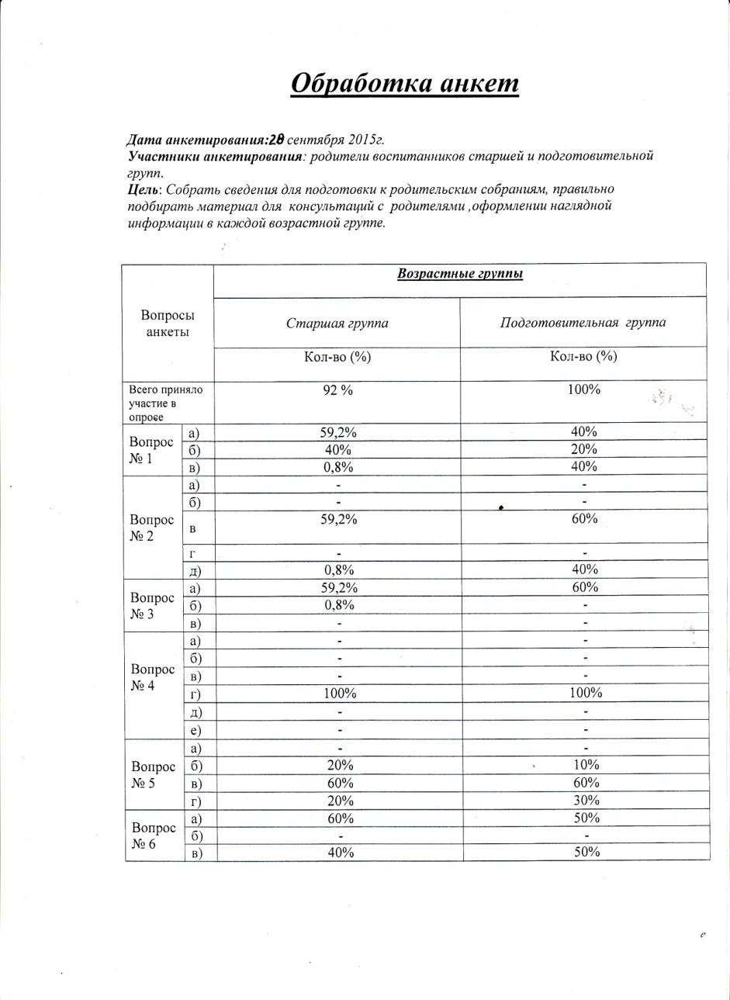 Обработка анкет
Дата анкетирования:28 сентября 2015г.
Участники анкетирования: родители воспитанников старшей и подготовительной
групп.
Цель: Собрать сведения для подготовки к родительским собраниям, правильно
подбирать материал для консультаций с родителями ,оформлении наглядной
информации в каждой возрастной группе.
Вопросы
анкеты
Возрастные группы
Старшая группа
Подготовительная группа
Кол-во (%)
Кол-во (%)
Всего приняло
участие в
опросе
92 %
100%
Вопрос
№ 1
а) 59,2% 40%
б) 40% 20%
в) 0,8% 40%
Вопрос
№ 2
а) - -
б) - -
в 59,2% 60%
г - -
д) 0,8% 40%
Вопрос
№ 3
а) 59,2% 60%
б) 0,8% -
в) - -
Вопрос
№ 4
а) - -
б) - -
в) - -
г) 100% 100%
д) - -
е) - -
Вопрос
№ 5
а) - -
б) 20% 10%
в) 60% 60%
г) 20% 30%
Вопрос
№ 6
а) 60% 50%
б) - -
в) 40% 50%